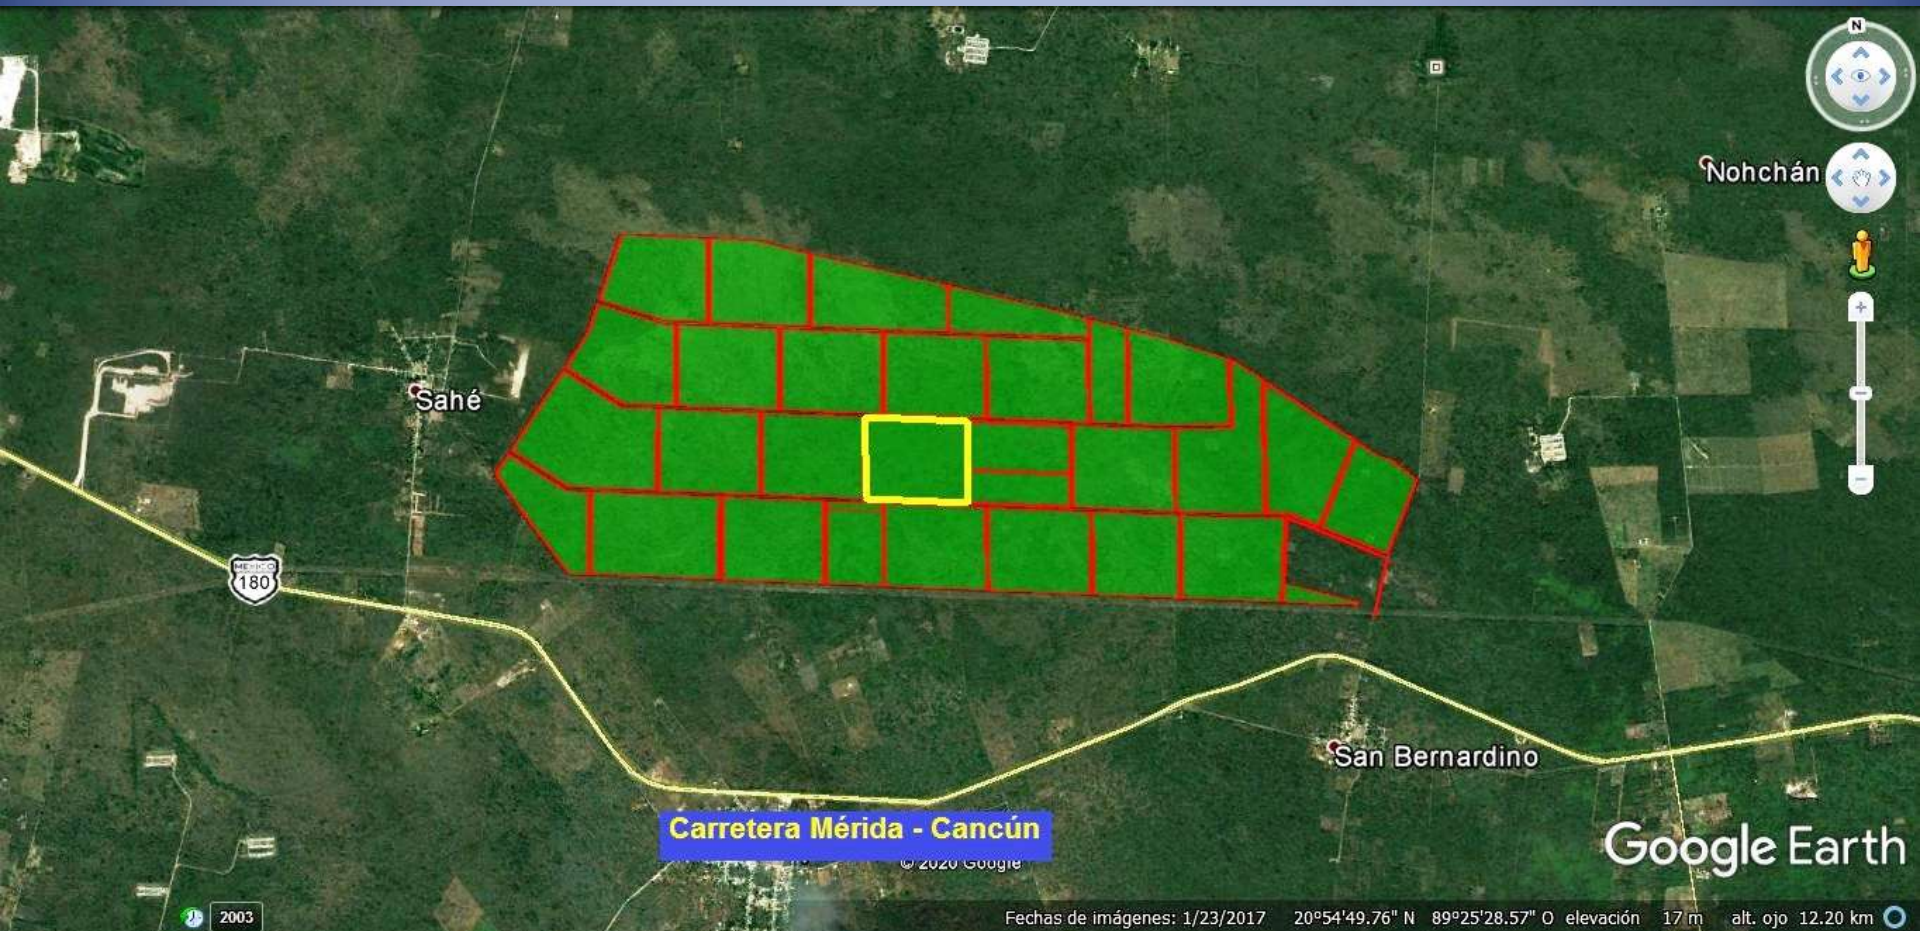 N
Nohchán
Sahé
MEXICO
180
San Bernardino
Carretera Mérida - Cancún
© 2020 Google
Google Earth
2003
Fechas de imágenes: 1/23/2017 20°54'49.76" N 89°25'28.57" O elevación 17 m alt. ojo 12.20 km